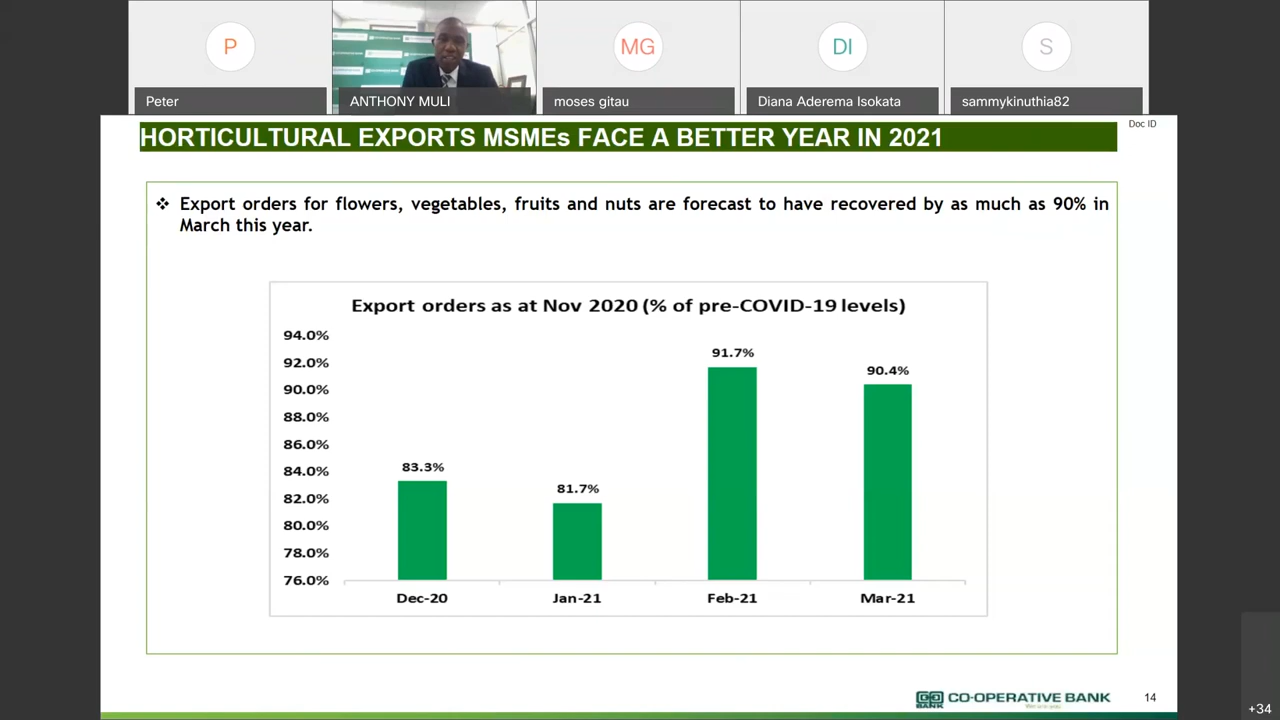 P
MG
DI
S
Peter
ANTHONY MULI
moses gitau
Diana Aderema Isokata
sammykinuthia82
HORTICULTURAL EXPORTS MSMEs FACE A BETTER YEAR IN 2021
Doc ID
❖ Export orders for flowers, vegetables, fruits and nuts are forecast to have recovered by as much as 90% in
March this year.
Export orders as at Nov 2020 (% of pre-COVID-19 levels)
94.0%
92.0%
90.0%
88.0%
86.0%
84.0%
82.0%
80.0%
78.0%
76.0%
83.3%
81.7%
91.7%
90.4%
Dec-20
Jan-21
Feb-21
Mar-21
CO-OPERATIVE BANK
BANK
14
+34